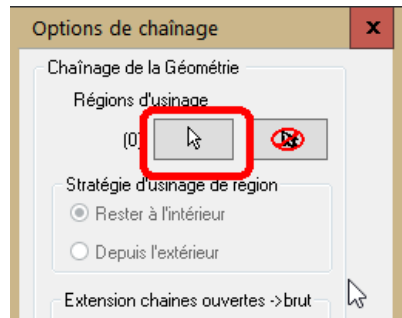 Options de chaînage
x
Chaînage de la Géométrie
Régions d'usinage
(0)
Stratégie d'usinage de région
Rester à l'intérieur
Depuis l'extérieur
Extension chaines ouvertes ->brut